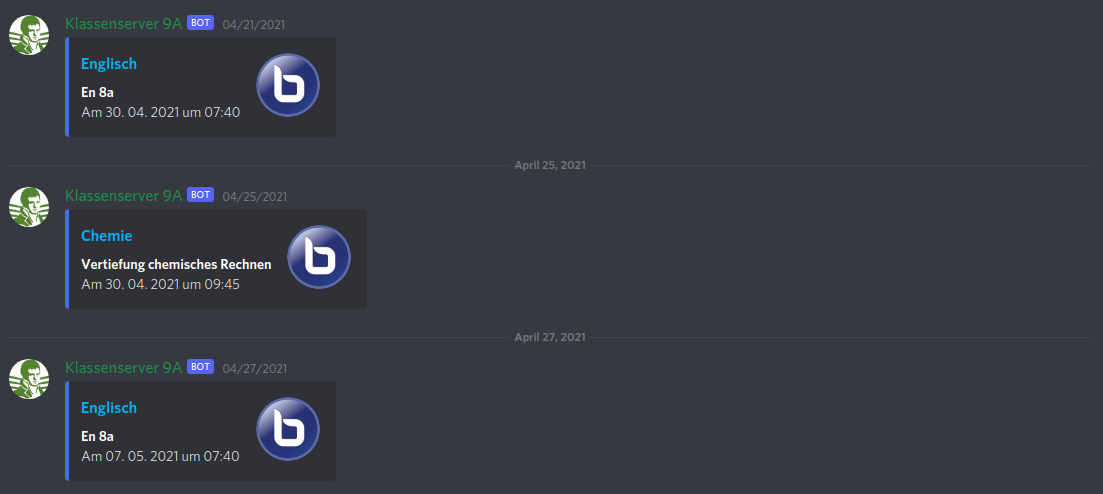 Klassenserver 9A BOT 04/21/2021
Englisch
En 8a
Am 30. 04. 2021 um 07:40
April 25, 2021
Klassenserver 9A BOT 04/25/2021
Chemie
Vertiefung chemisches Rechnen
Am 30. 04. 2021 um 09:45
April 27, 2021
Klassenserver 9A BOT 04/27/2021
Englisch
En 8a
Am 07. 05. 2021 um 07:40